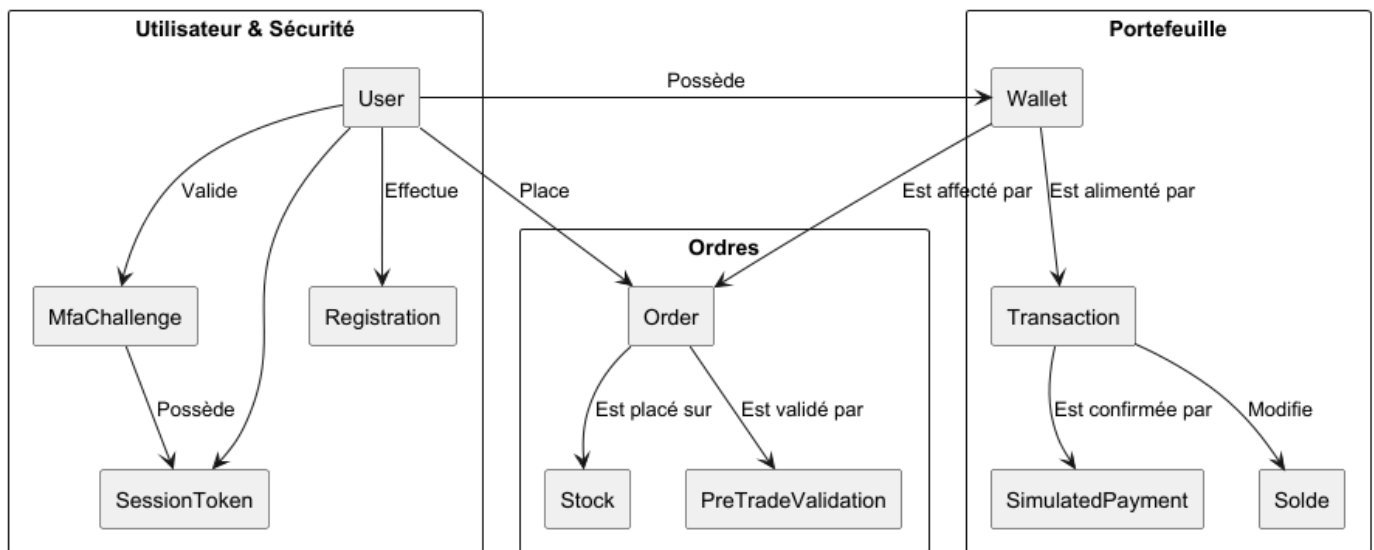 Utilisateur & Sécurité
Portefeuille
User
Possède
Wallet
Valide
Effectue
Place
Est affecté par
Est alimenté par
Ordres
MfaChallenge
Registration
Order
Transaction
Possède
Est placé sur
Est validé par
Est confirmée par
Modifie
SessionToken
Stock
PreTradeValidation
SimulatedPayment
Solde